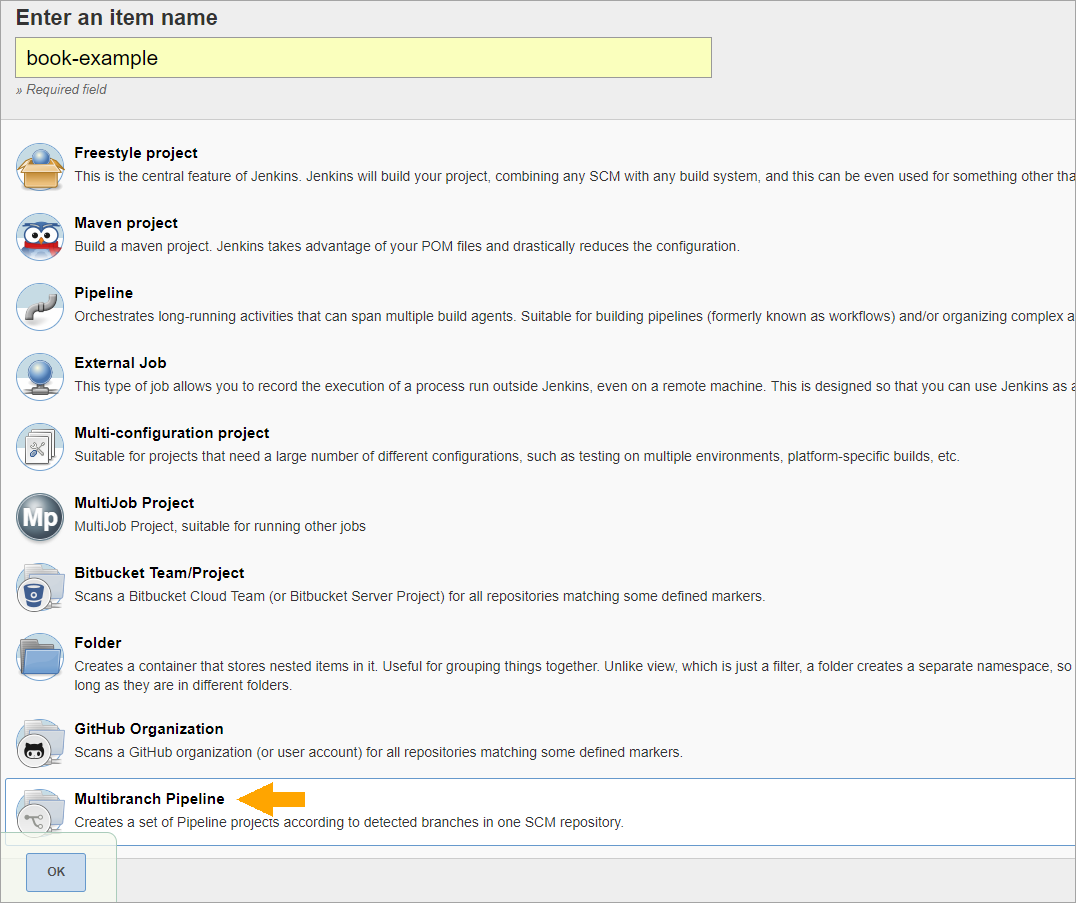 Enter an item name
book-example
» Required field
Freestyle project
This is the central feature of Jenkins. Jenkins will build your project, combining any SCM with any build system, and this can be even used for something other tha
Maven project
Build a maven project. Jenkins takes advantage of your POM files and drastically reduces the configuration.
Pipeline
Orchestrates long-running activities that can span multiple build agents. Suitable for building pipelines (formerly known as workflows) and/or organizing complex a
External Job
This type of job allows you to record the execution of a process run outside Jenkins, even on a remote machine. This is designed so that you can use Jenkins as a
Multi-configuration project
Suitable for projects that need a large number of different configurations, such as testing on multiple environments, platform-specific builds, etc.
Mp
MultiJob Project
MultiJob Project, suitable for running other jobs
Bitbucket Team/Project
Scans a Bitbucket Cloud Team (or Bitbucket Server Project) for all repositories matching some defined markers.
Folder
Creates a container that stores nested items in it. Useful for grouping things together. Unlike view, which is just a filter, a folder creates a separate namespace, so
long as they are in different folders.
GitHub Organization
Scans a GitHub organization (or user account) for all repositories matching some defined markers.
Multibranch Pipeline
Creates a set of Pipeline projects according to detected branches in one SCM repository.
OK